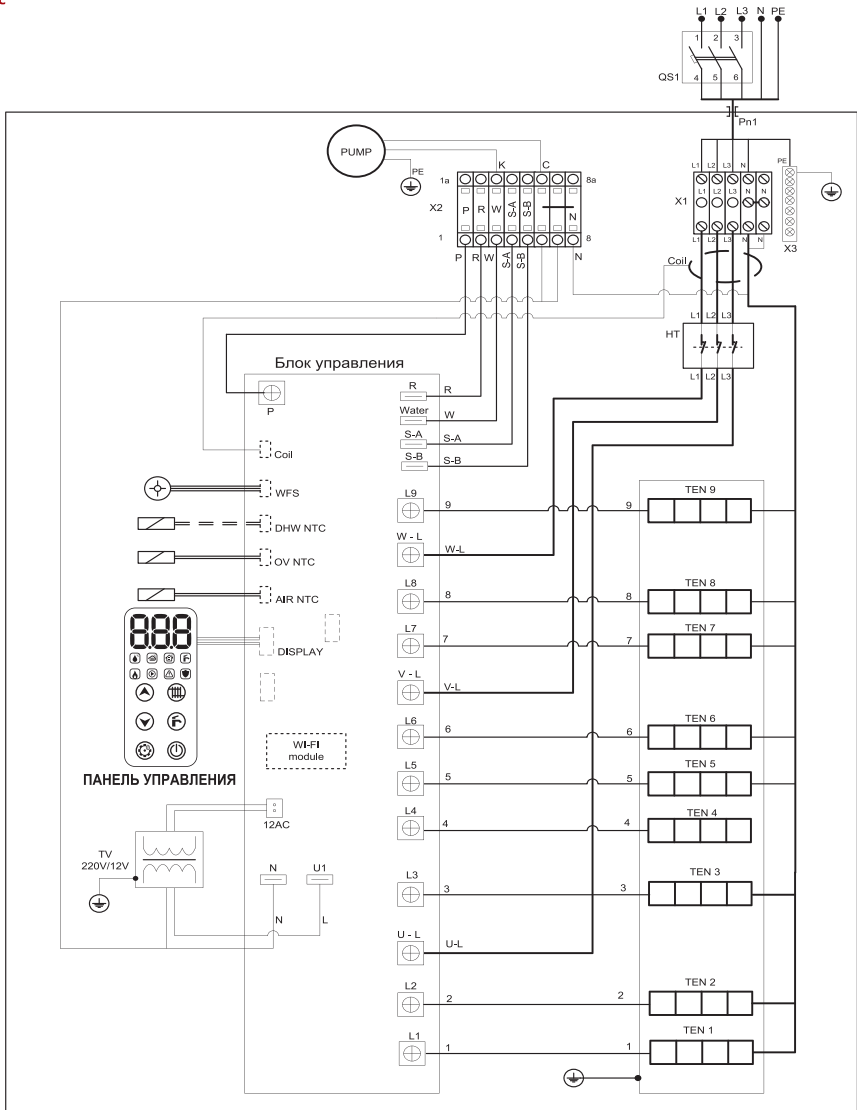 L1 L2 L3 N PE
1 2 3
QS1
4 5 6
Pn1
PUMP
PE
K C
1a 8a
X2
P R W S-A S-B N
1 8
P R W S-A S-B N
L1 L2 L3 N PE
L1 L2 L3 N N
X1
L1 L2 L3 N N
X3
Coil
L1 L2 L3
HT
L1 L2 L3
Блок управления
P
R R
Water W
S-A S-A
S-B S-B
Coil
WFS
DHW NTC
OV NTC
AIR NTC
DISPLAY
8.8.8
ПАНЕЛЬ УПРАВЛЕНИЯ
WI-FI
module
12AC
TV
220V/12V
N U1
N L
L9 9 9 TEN 9
W - L W-L
L8 8 8 TEN 8
L7 7 7 TEN 7
V - L V-L
L6 6 6 TEN 6
L5 5 5 TEN 5
L4 4 4 TEN 4
L3 3 3 TEN 3
U - L U-L
L2 2 2 TEN 2
L1 1 1 TEN 1